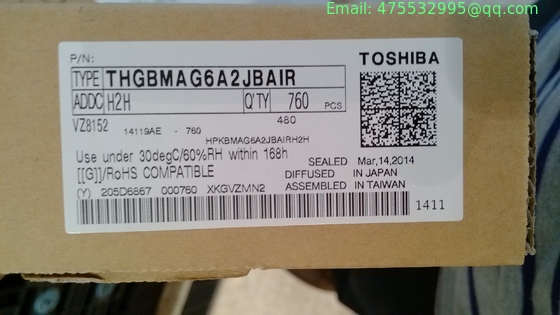 Email: 475532995@qq.com
P/N:
TOSHIBA
TYPE THGBMAG6A2JBAIR
ADDC H2H Q'TY 760 PCS
VZ8152 480
14119AE - 760
HPKBMAG6A2JBAIRH2H
Use under 30degC/60%RH within 168h
SEALED Mar,14,2014
[[G]]/RoHS COMPATIBLE
DIFFUSED IN JAPAN
(Y) 205D6867 000760 XKGVZMN2
ASSEMBLED IN TAIWAN
1411